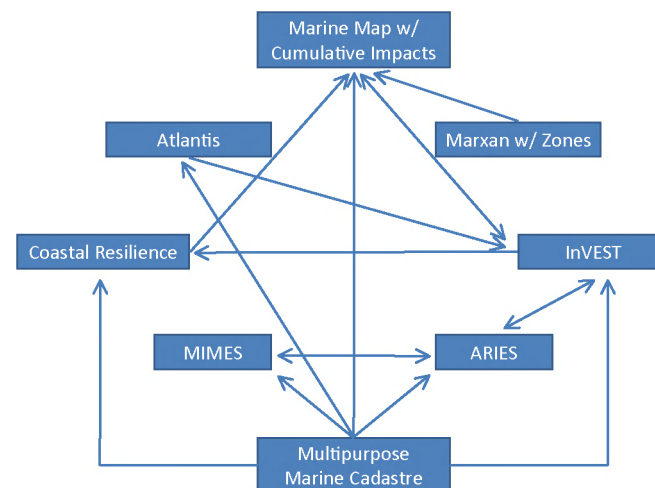 Marine Map w/
Cumulative Impacts
Atlantis
Marxan w/ Zones
Coastal Resilience
InVEST
MIMES
ARIES
Multipurpose
Marine Cadastre